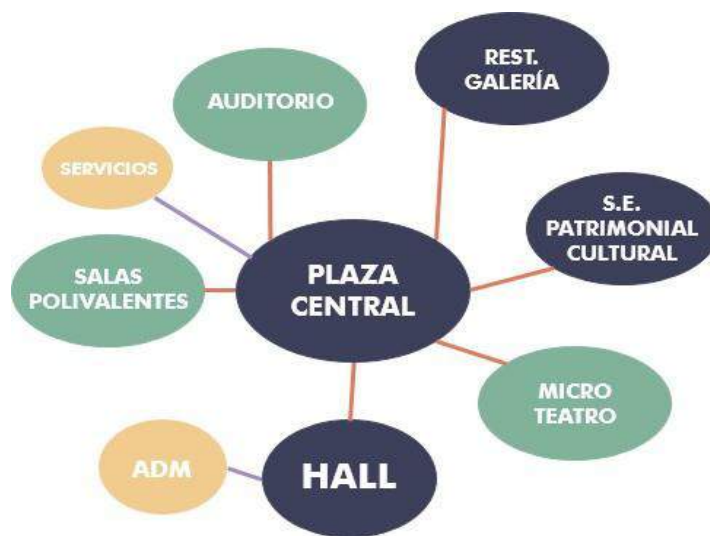 REST.
GALERÍA
AUDITORIO
SERVICIOS
S.E.
PATRIMONIAL
CULTURAL
SALAS
POLIVALENTES
PLAZA
CENTRAL
MICRO
TEATRO
ADM
HALL